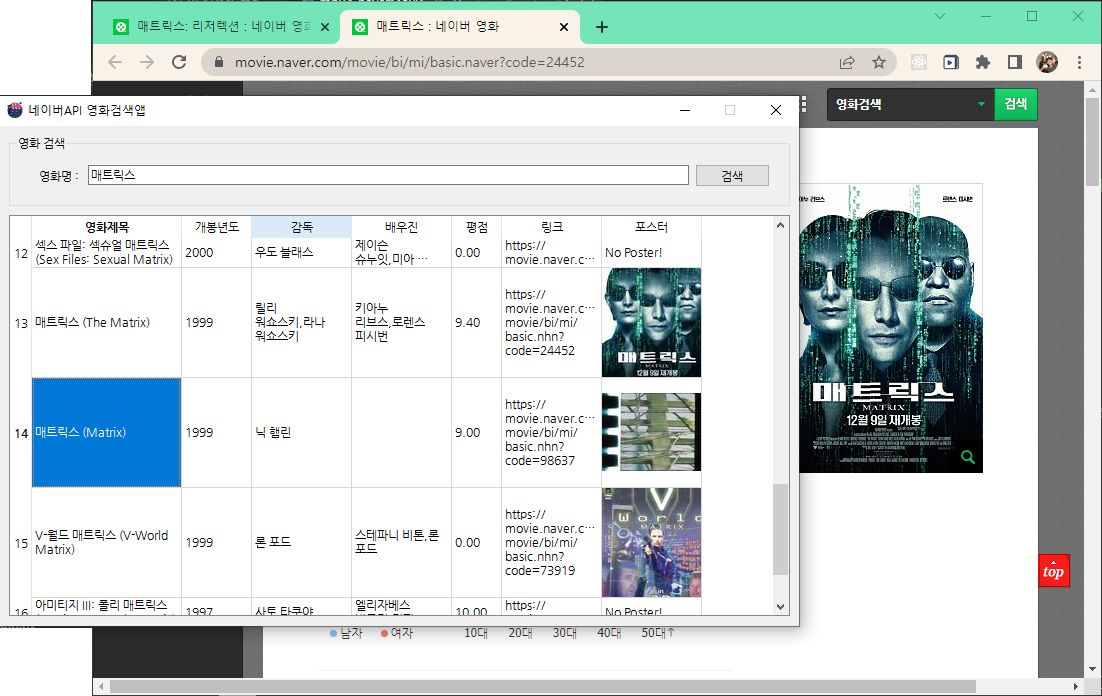 매트릭스: 리저렉션 : 네이버 영화
매트릭스 : 네이버 영화
movie.naver.com/movie/bi/mi/basic.naver?code=24452
네이버API 영화검색앱
영화검색
검색
영화 검색
영화명 :
매트릭스
검색
영화제목 개봉년도 감독 배우진 평점 링크 포스터
12
섹스 파일: 섹슈얼 매트릭스
(Sex Files: Sexual Matrix)
2000
우도 블래스
제이슨
슈누잇,미아 …
0.00
https://
movie.naver.c…
No Poster!
13
매트릭스 (The Matrix)
1999
릴리
워쇼스키,라나
워쇼스키
키아누
리브스,로렌스
피시번
9.40
https://
movie.naver.c…
movie/bi/mi/
basic.nhn?
code=24452
매트릭스
MATRIX
12월 9일 재개봉
14
매트릭스 (Matrix)
1999
닉 햄린
9.00
https://
movie.naver.c…
movie/bi/mi/
basic.nhn?
code=98637
15
V-월드 매트릭스 (V-World
Matrix)
1999
론 포드
스테파니 비튼,론
포드
0.00
https://
movie.naver.c…
movie/bi/mi/
basic.nhn?
code=73919
V
World
MATRIX
16
아미티지 III: 폴리 매트릭스
1997
사토 타쿠야
엘리자베스
10.00
https://
No Poster!
아누 리브스
로렌스 피시번
매트릭스
MATRIX
12월 9일 재개봉
top
남자 여자 10대 20대 30대 40대 50대↑